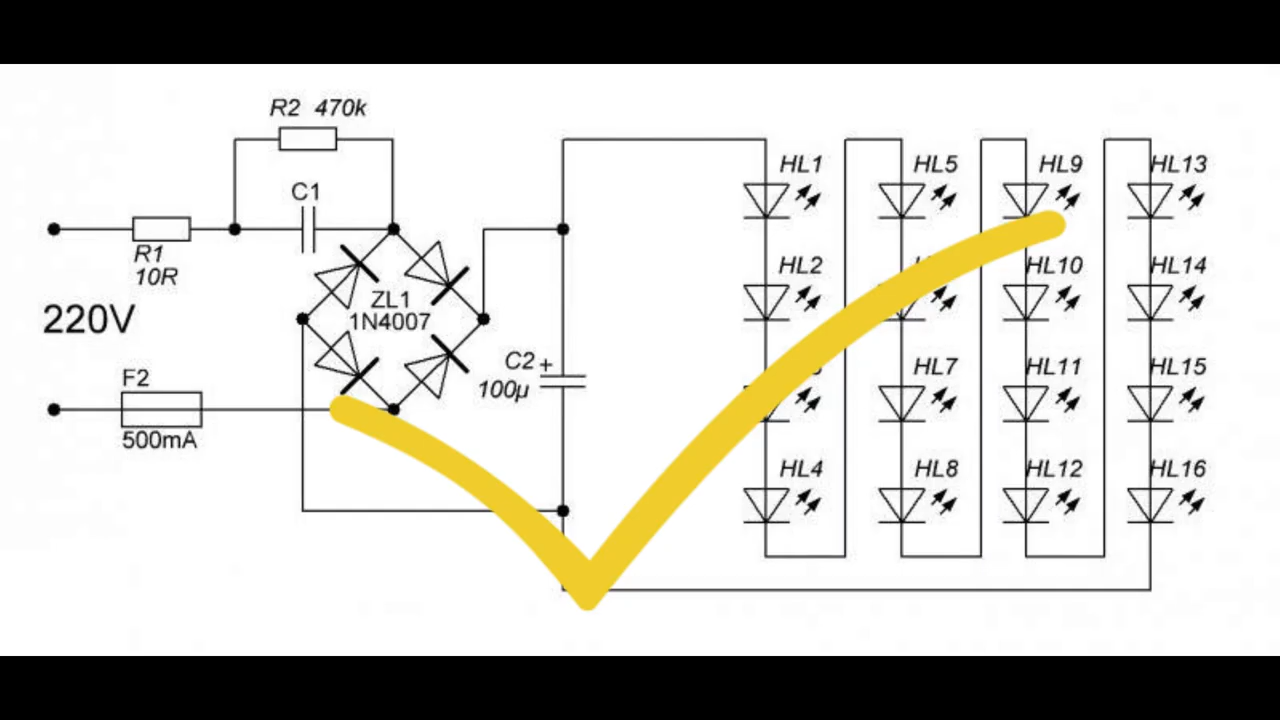 R2 470k
C1
R1
10R
220V
ZL1
1N4007
F2
500mA
C2 +
100µ
HL1
HL2
HL4
HL5
HL7
HL8
HL9
HL10
HL11
HL12
HL13
HL14
HL15
HL16